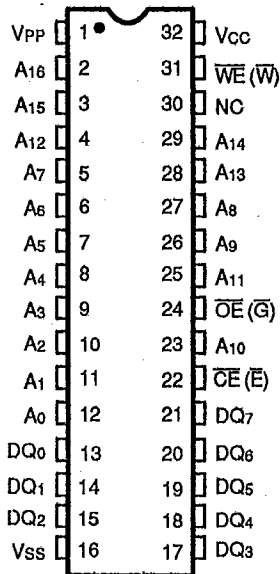 VPP 1 32 VCC
A16 2 31 WE (W)
A15 3 30 NC
A12 4 29 A14
A7 5 28 A13
A6 6 27 A8
A5 7 26 A9
A4 8 25 A11
A3 9 24 OE (G)
A2 10 23 A10
A1 11 22 CE (E)
A0 12 21 DQ7
DQ0 13 20 DQ6
DQ1 14 19 DQ5
DQ2 15 18 DQ4
VSS 16 17 DQ3